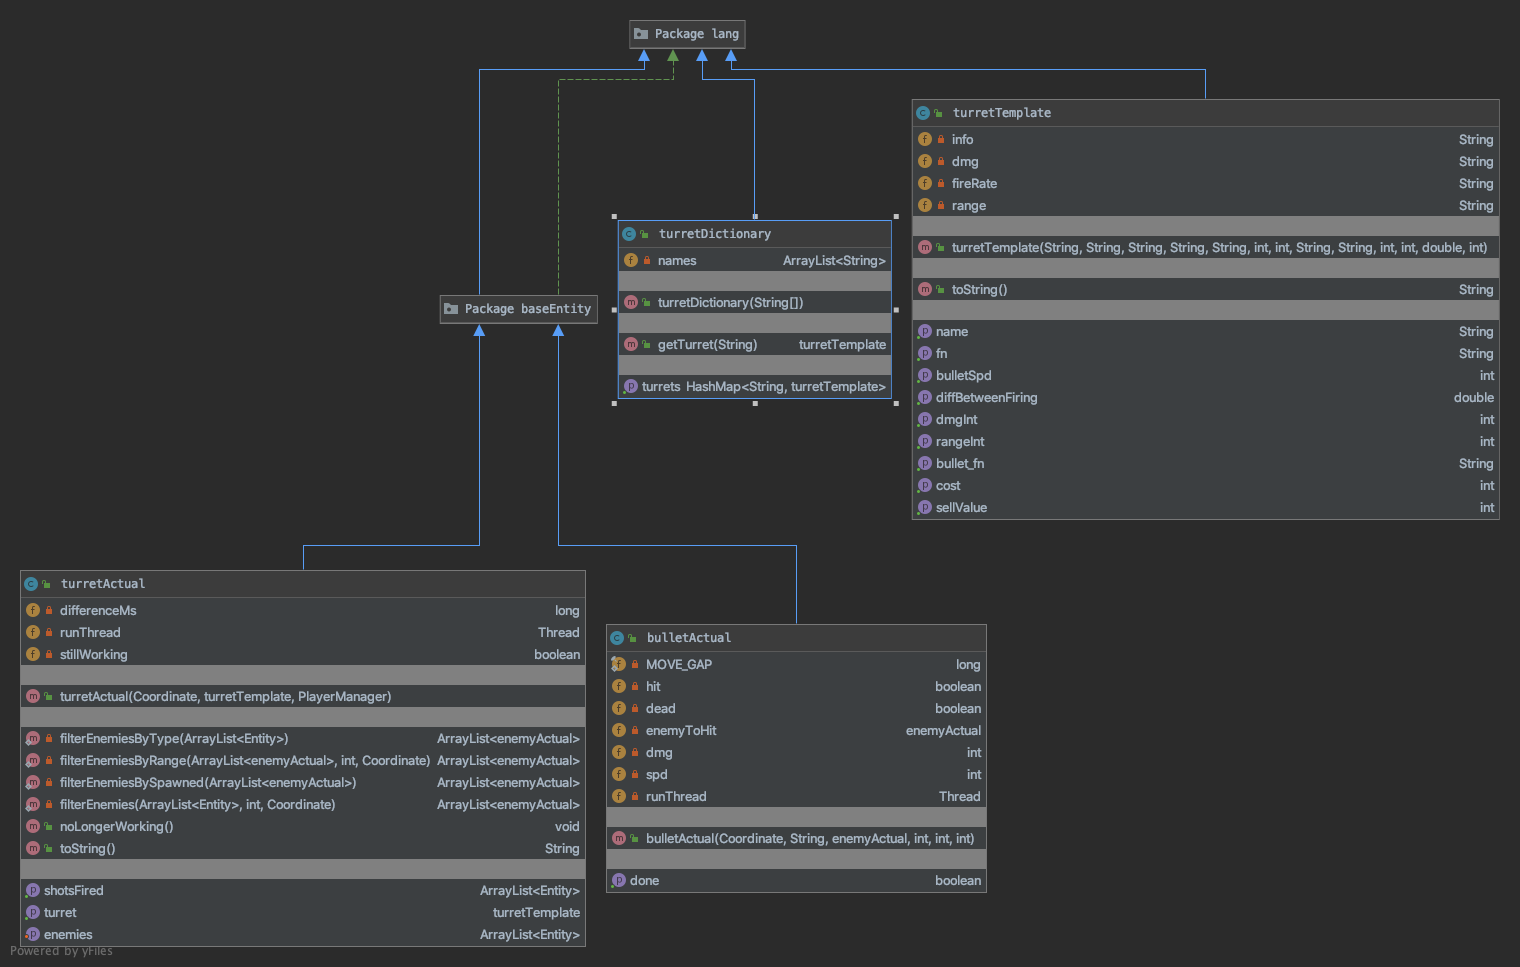 Package lang
turretTemplate
info String
dmg String
fireRate String
range String
turretTemplate(String, String, String, String, String, int, int, String, String, int, int, double, int)
toString() String
name String
fn String
bulletSpd int
diffBetweenFiring double
dmgInt int
rangeInt int
bullet_fn String
cost int
sellValue int
turretDictionary
names ArrayList<String>
turretDictionary(String[])
getTurret(String) turretTemplate
turrets HashMap<String, turretTemplate>
Package baseEntity
turretActual
differenceMs long
runThread Thread
stillWorking boolean
turretActual(Coordinate, turretTemplate, PlayerManager)
filterEnemiesByType(ArrayList<Entity>) ArrayList<enemyActual>
filterEnemiesByRange(ArrayList<enemyActual>, int, Coordinate) ArrayList<enemyActual>
filterEnemiesBySpawned(ArrayList<enemyActual>) ArrayList<enemyActual>
filterEnemies(ArrayList<Entity>, int, Coordinate) ArrayList<enemyActual>
noLongerWorking() void
toString() String
shotsFired ArrayList<Entity>
turret turretTemplate
enemies ArrayList<Entity>
bulletActual
MOVE_GAP long
hit boolean
dead boolean
enemyToHit enemyActual
dmg int
spd int
runThread Thread
bulletActual(Coordinate, String, enemyActual, int, int, int)
done boolean
Powered by yFiles